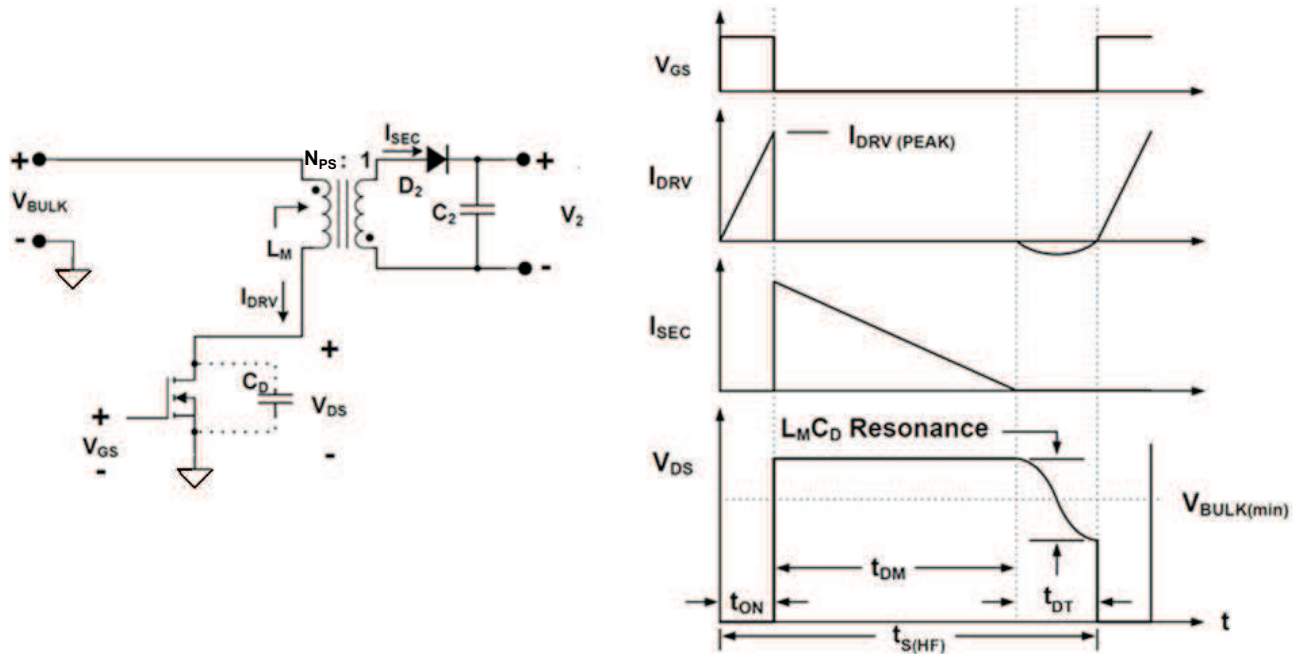 +
V_BULK
-
N_PS : 1
I_SEC
D_2
C_2
+
V_2
-
L_M
I_DRV
C_D
+
V_DS
-
+
V_GS
-
V_GS
I_DRV
I_DRV (PEAK)
I_SEC
L_MC_D Resonance
V_DS
V_BULK(min)
t_DM
t_ON
t_DT
t
t_S(HF)